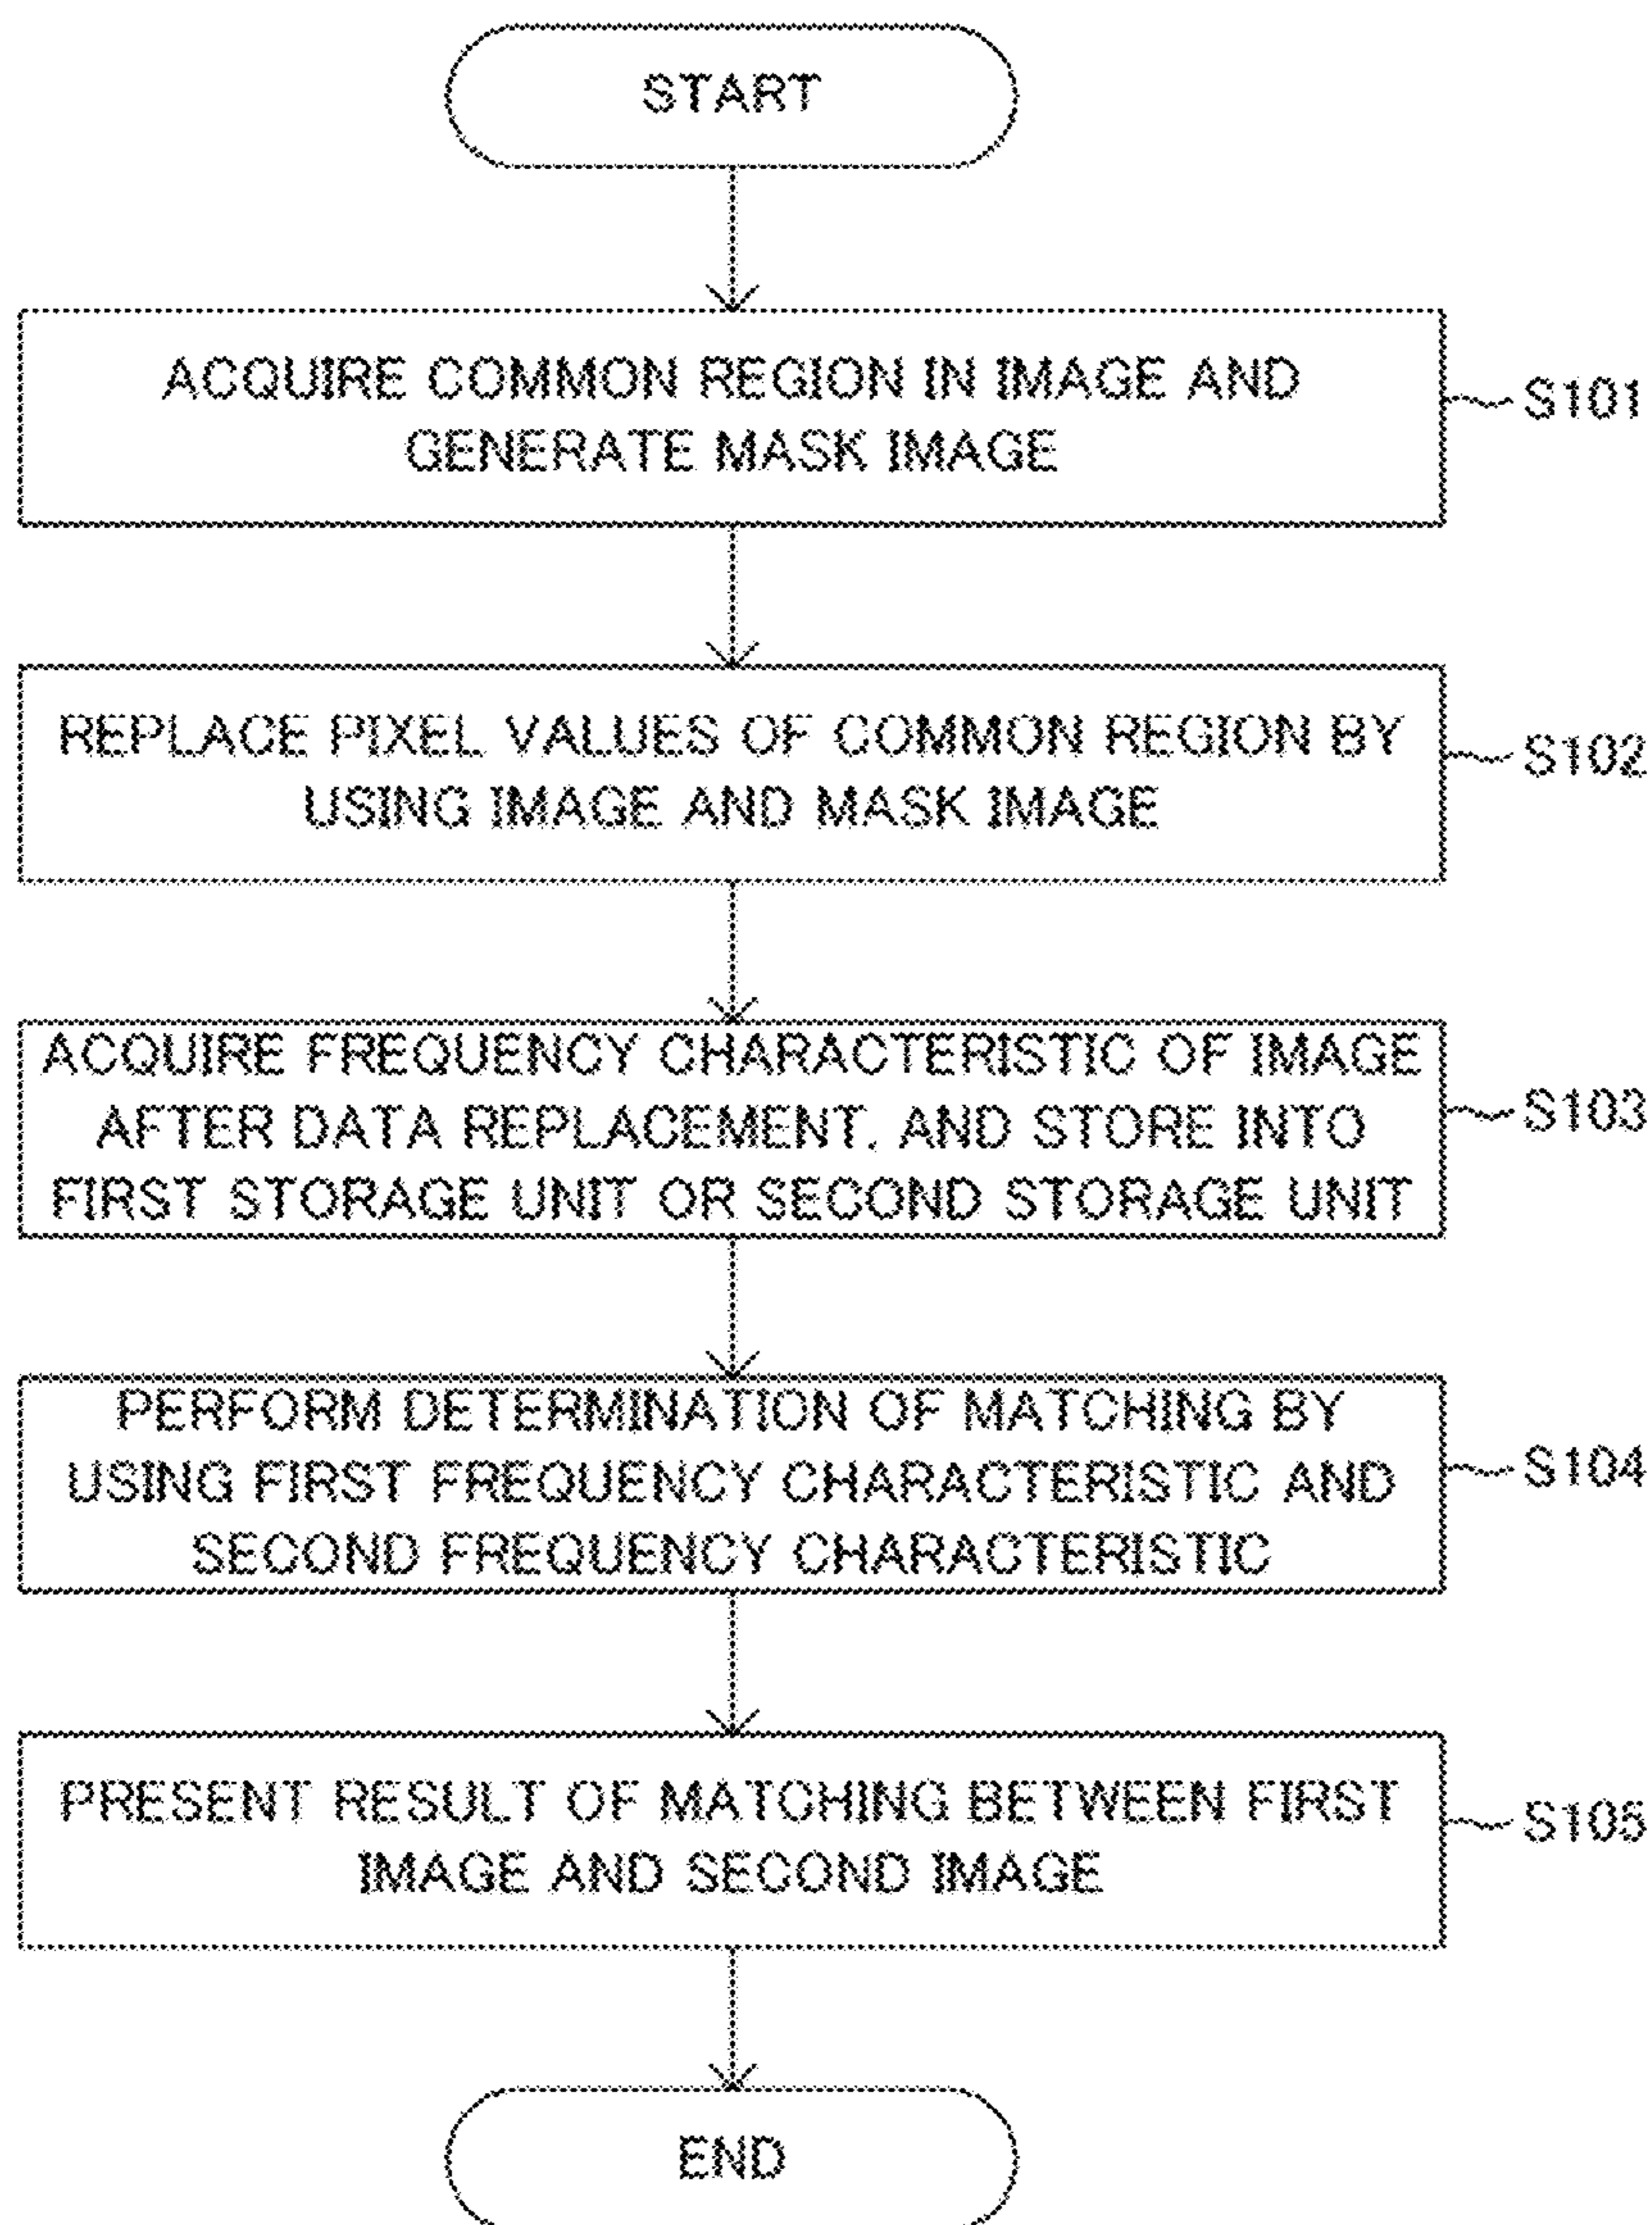 START
ACQUIRE COMMON REGION IN IMAGE AND
GENERATE MASK IMAGE
S101
REPLACE PIXEL VALUES OF COMMON REGION BY
USING IMAGE AND MASK IMAGE
S102
ACQUIRE FREQUENCY CHARACTERISTIC OF IMAGE
AFTER DATA REPLACEMENT, AND STORE INTO
FIRST STORAGE UNIT OR SECOND STORAGE UNIT
S103
PERFORM DETERMINATION OF MATCHING BY
USING FIRST FREQUENCY CHARACTERISTIC AND
SECOND FREQUENCY CHARACTERISTIC
S104
PRESENT RESULT OF MATCHING BETWEEN FIRST
IMAGE AND SECOND IMAGE
S105
END